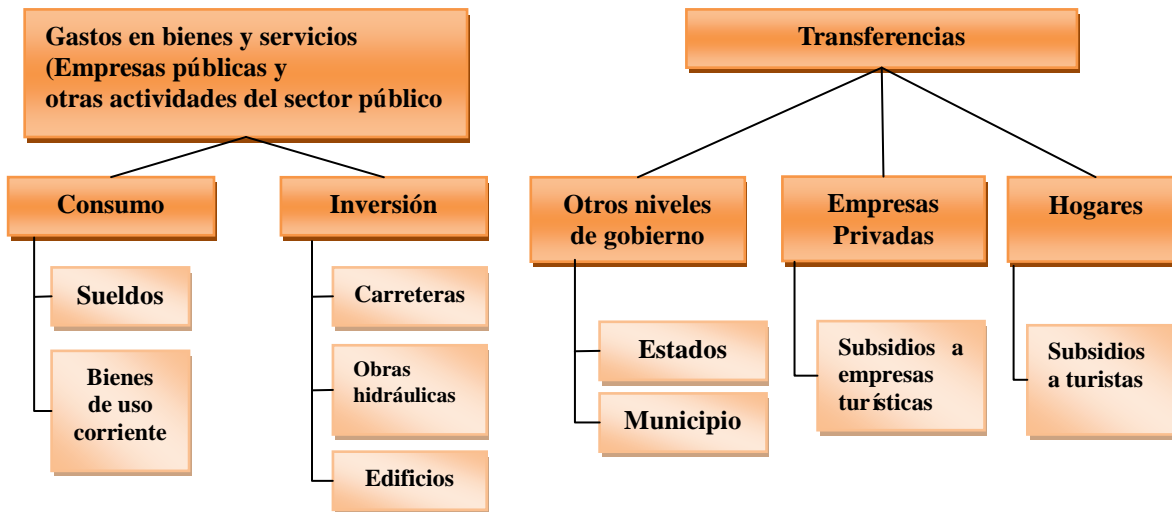 Gastos en bienes y servicios
(Empresas públicas y
otras actividades del sector público
Consumo
Sueldos
Bienes
de uso
corriente
Inversión
Carreteras
Obras
hidráulicas
Edificios
Transferencias
Otros niveles
de gobierno
Estados
Municipio
Empresas
Privadas
Subsidios a
empresas
turísticas
Hogares
Subsidios
a turistas